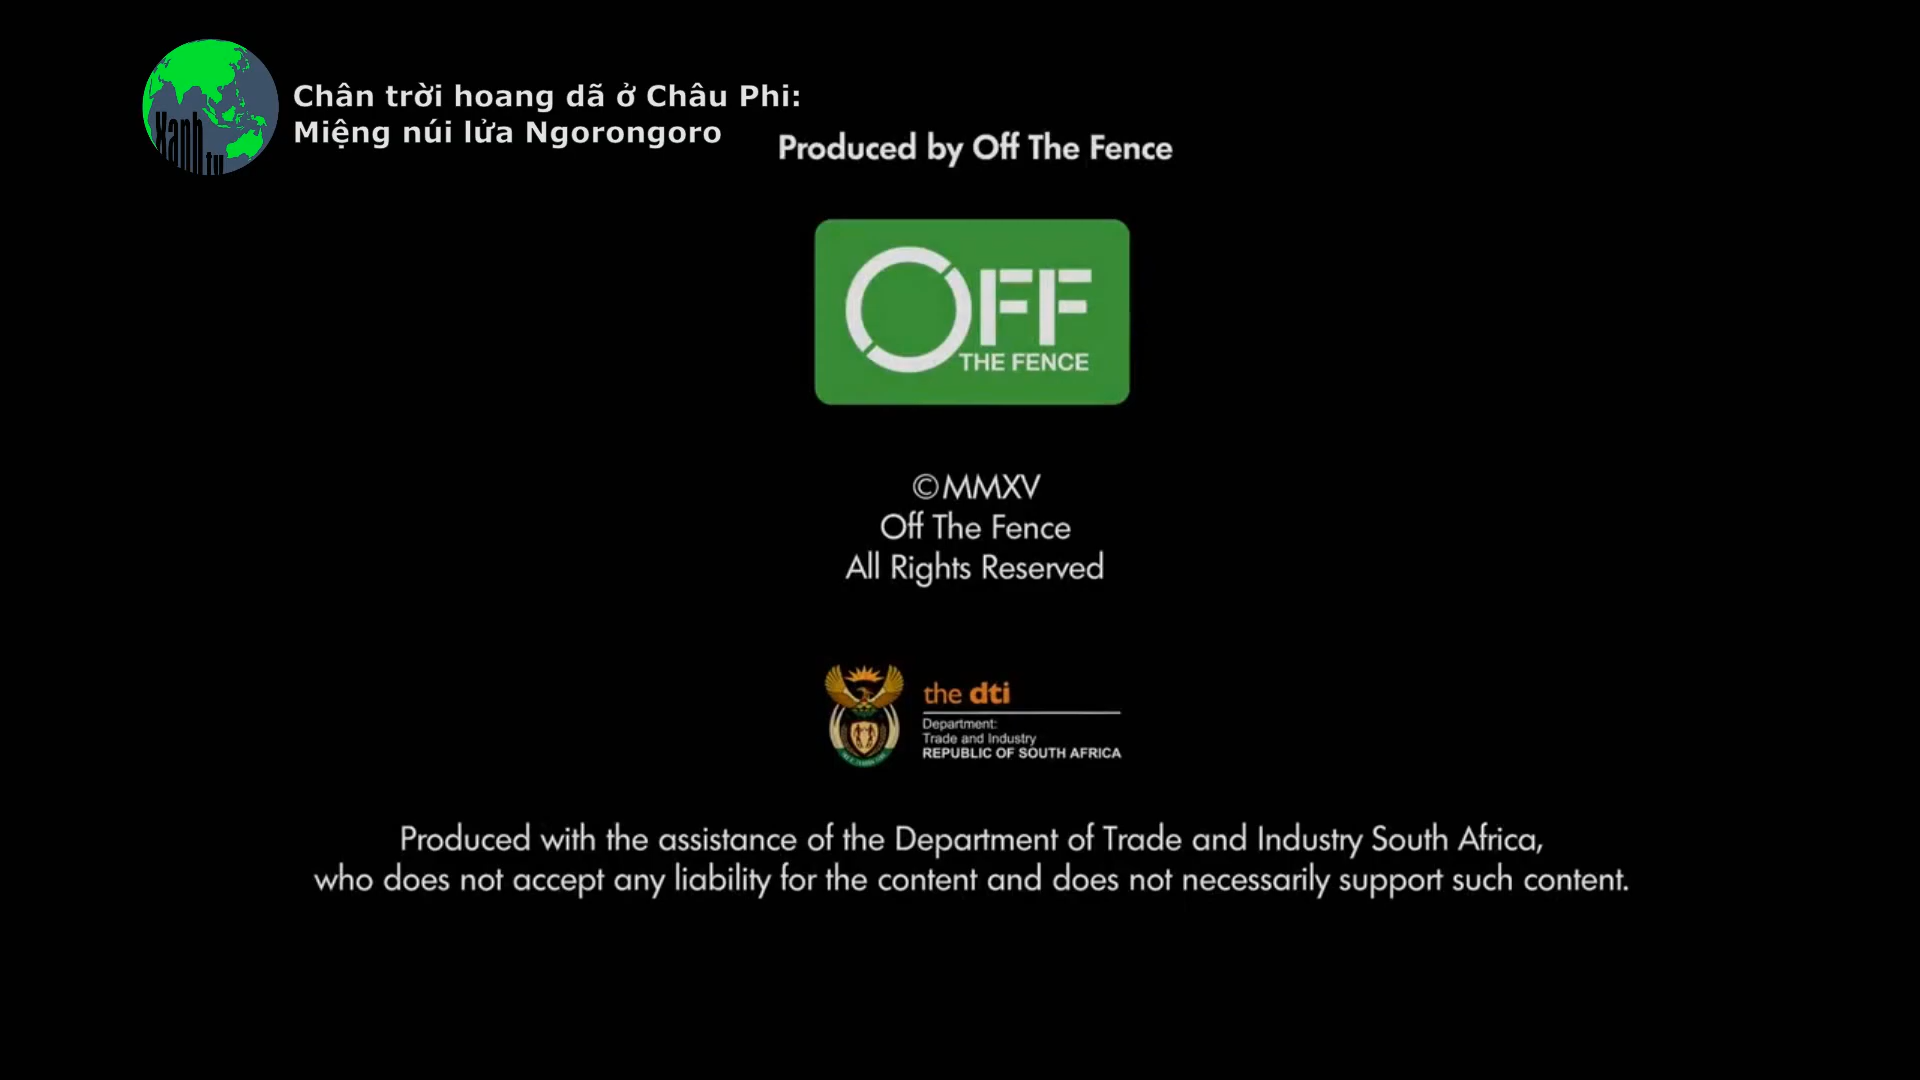 Xanh
tv
Chân trời hoang dã ở Châu Phi:
Miệng núi lửa Ngorongoro
Produced by Off The Fence
OFF
THE FENCE
©MMXV
Off The Fence
All Rights Reserved
the dti
Department:
Trade and Industry
REPUBLIC OF SOUTH AFRICA
Produced with the assistance of the Department of Trade and Industry South Africa,
who does not accept any liability for the content and does not necessarily support such content.